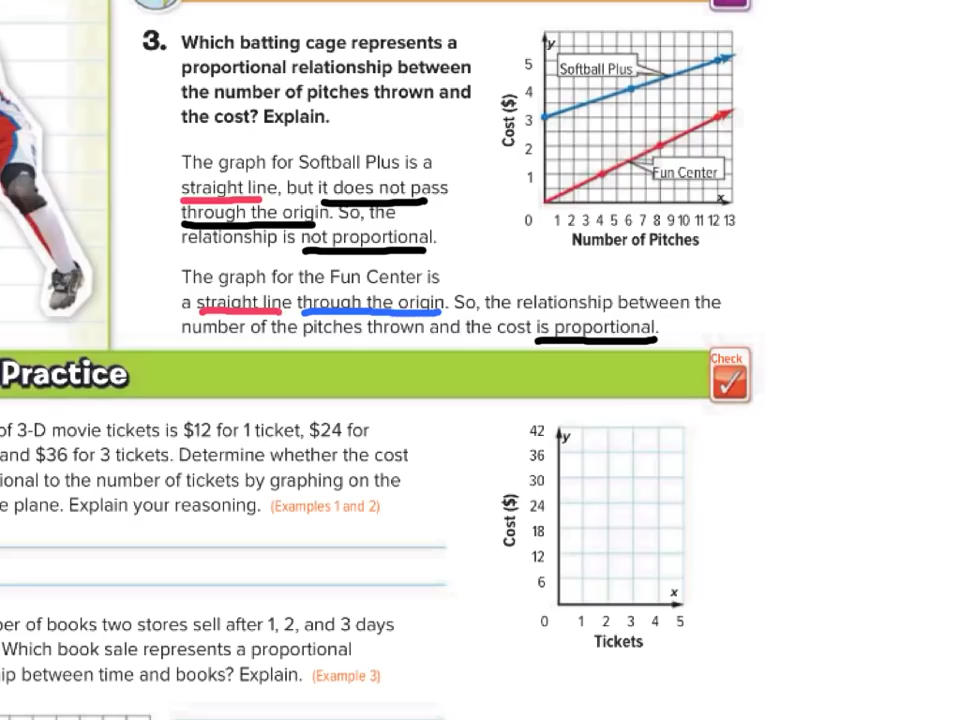 3. Which batting cage represents a
proportional relationship between
the number of pitches thrown and
the cost? Explain.
The graph for Softball Plus is a
straight line, but it does not pass
through the origin. So, the
relationship is not proportional.
The graph for the Fun Center is
a straight line through the origin. So, the relationship between the
number of the pitches thrown and the cost is proportional.
y
5
4
3
2
1
0 1 2 3 4 5 6 7 8 9 10 11 12 13
x
Cost ($)
Number of Pitches
Softball Plus
Fun Center
Practice
Check
of 3-D movie tickets is $12 for 1 ticket, $24 for
and $36 for 3 tickets. Determine whether the cost
ional to the number of tickets by graphing on the
e plane. Explain your reasoning. (Examples 1 and 2)
42
36
30
24
18
12
6
0 1 2 3 4 5
y
x
Cost ($)
Tickets
ber of books two stores sell after 1, 2, and 3 days
Which book sale represents a proportional
ip between time and books? Explain. (Example 3)